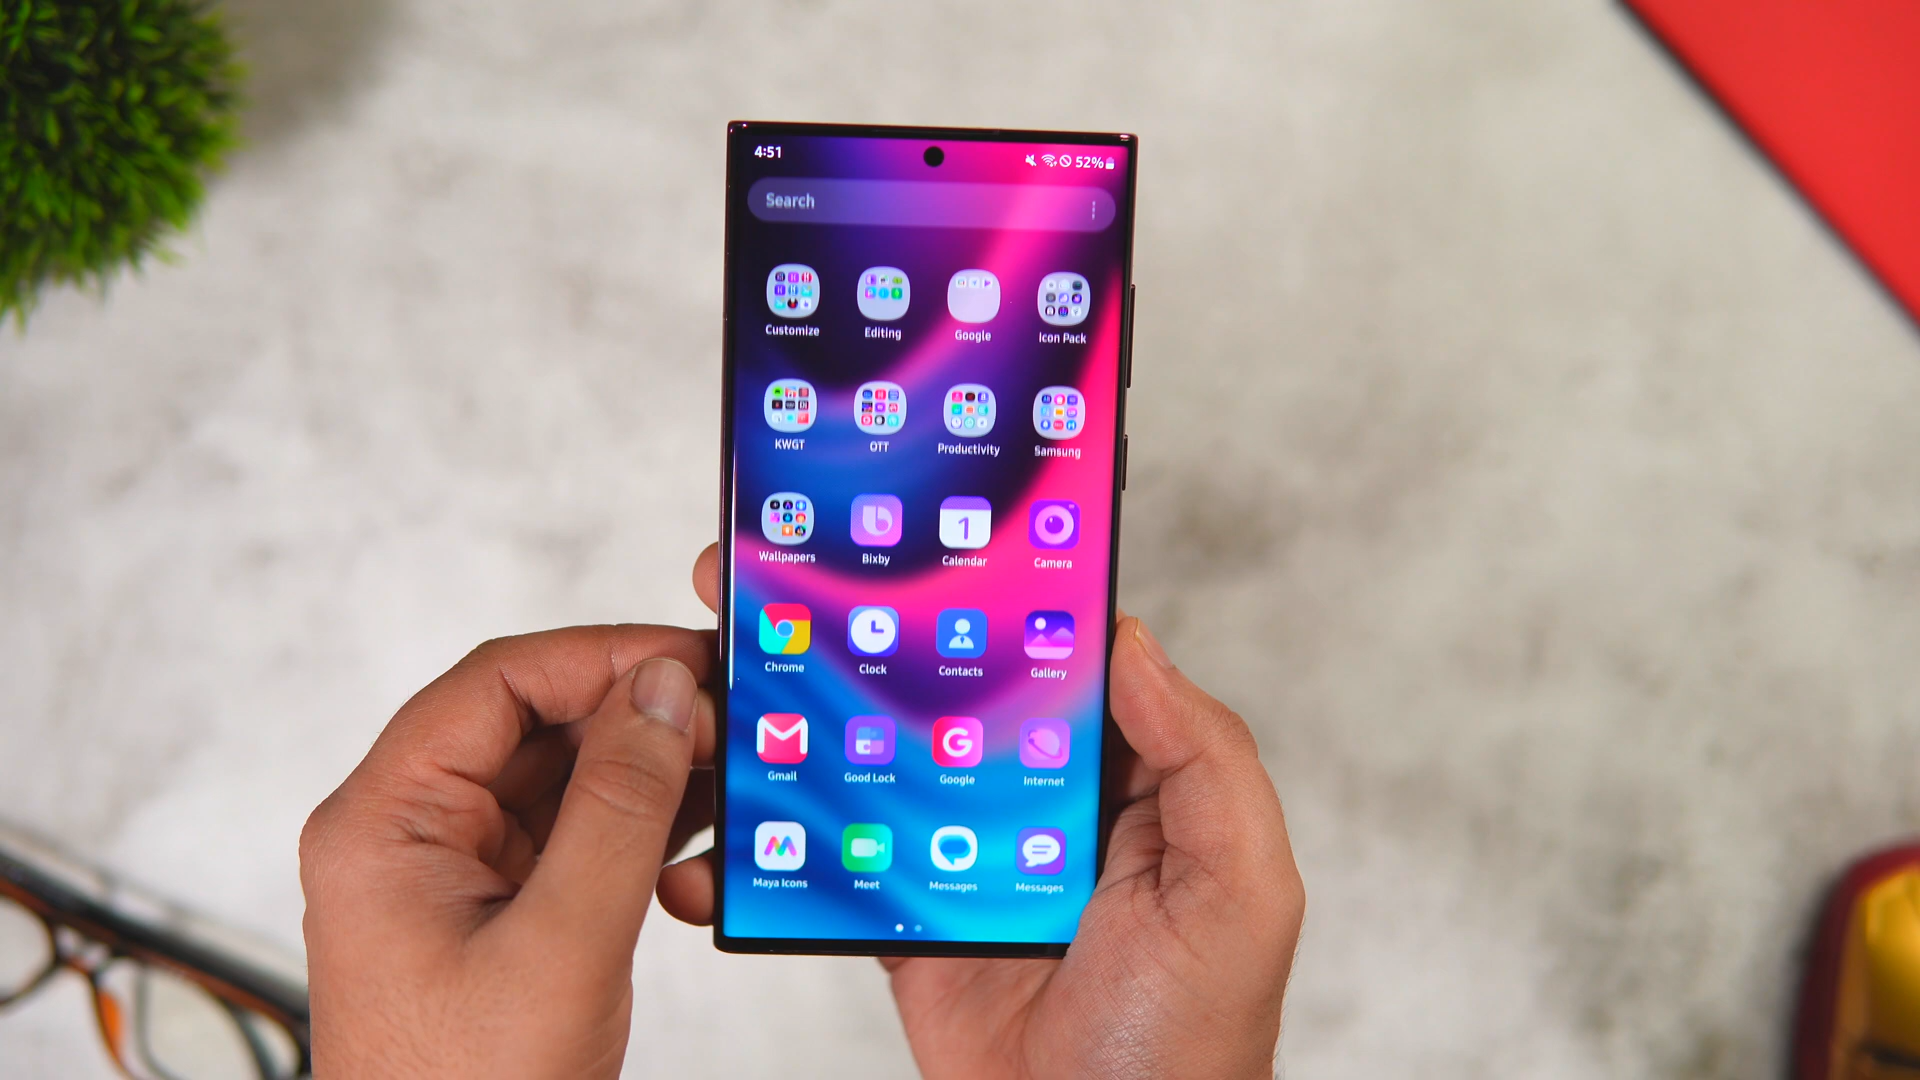 4:51
52%
Search
Customize
Editing
Google
Icon Pack
KWGT
OTT
Productivity
Samsung
Wallpapers
1
Bixby
Calendar
Camera
Chrome
Clock
Contacts
Gallery
G
Gmail
Good Lock
Google
Internet
Maya Icons
Meet
Messages
Messages